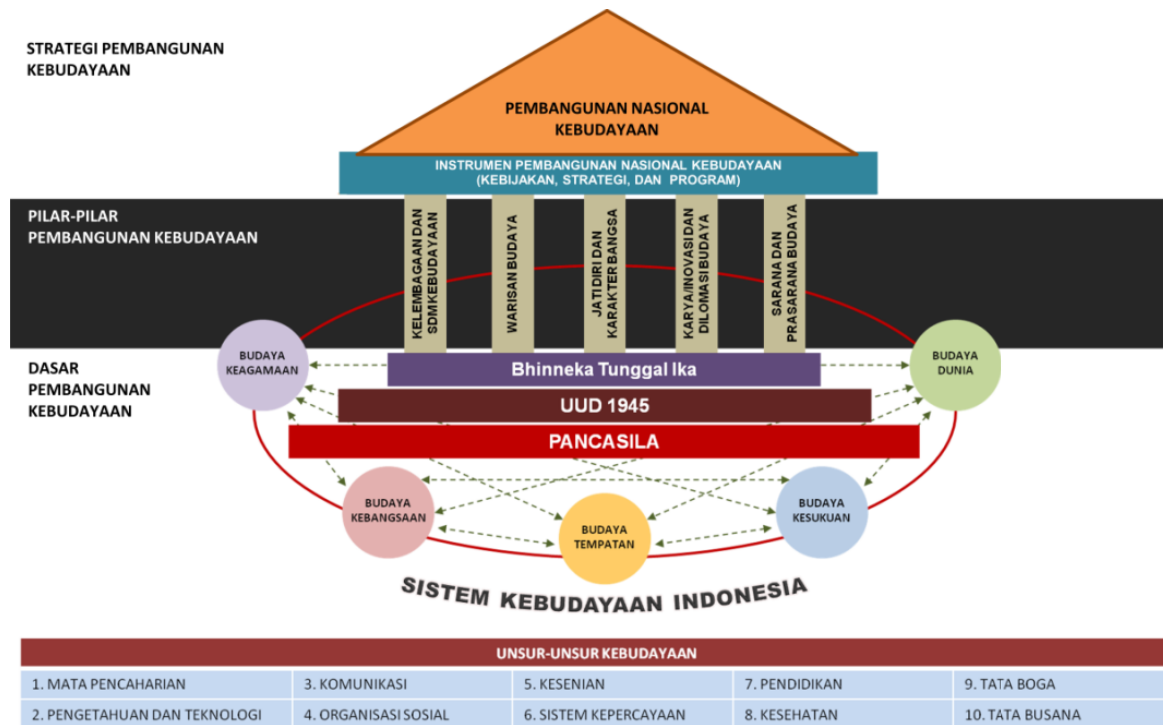 STRATEGI PEMBANGUNAN
KEBUDAYAAN
PEMBANGUNAN NASIONAL
KEBUDAYAAN
INSTRUMEN PEMBANGUNAN NASIONAL KEBUDAYAAN
(KEBIJAKAN, STRATEGI, DAN PROGRAM)
PILAR-PILAR
PEMBANGUNAN KEBUDAYAAN
KELEMBAGAAN DAN
SDM KEBUDAYAAN
WARISAN BUDAYA
JATI DIRI DAN
KARAKTER BANGSA
KARYA/INOVASI DAN
DILOMASI BUDAYA
SARANA DAN
PRASARANA BUDAYA
DASAR
PEMBANGUNAN
KEBUDAYAAN
BUDAYA
KEAGAMAAN
BUDAYA
DUNIA
Bhinneka Tunggal Ika
UUD 1945
PANCASILA
BUDAYA
KEBANGSAAN
BUDAYA
TEMPATAN
BUDAYA
KESUKUAN
SISTEM KEBUDAYAAN INDONESIA
UNSUR-UNSUR KEBUDAYAAN
1. MATA PENCAHARIAN
3. KOMUNIKASI
5. KESENIAN
7. PENDIDIKAN
9. TATA BOGA
2. PENGETAHUAN DAN TEKNOLOGI
4. ORGANISASI SOSIAL
6. SISTEM KEPERCAYAAN
8. KESEHATAN
10. TATA BUSANA